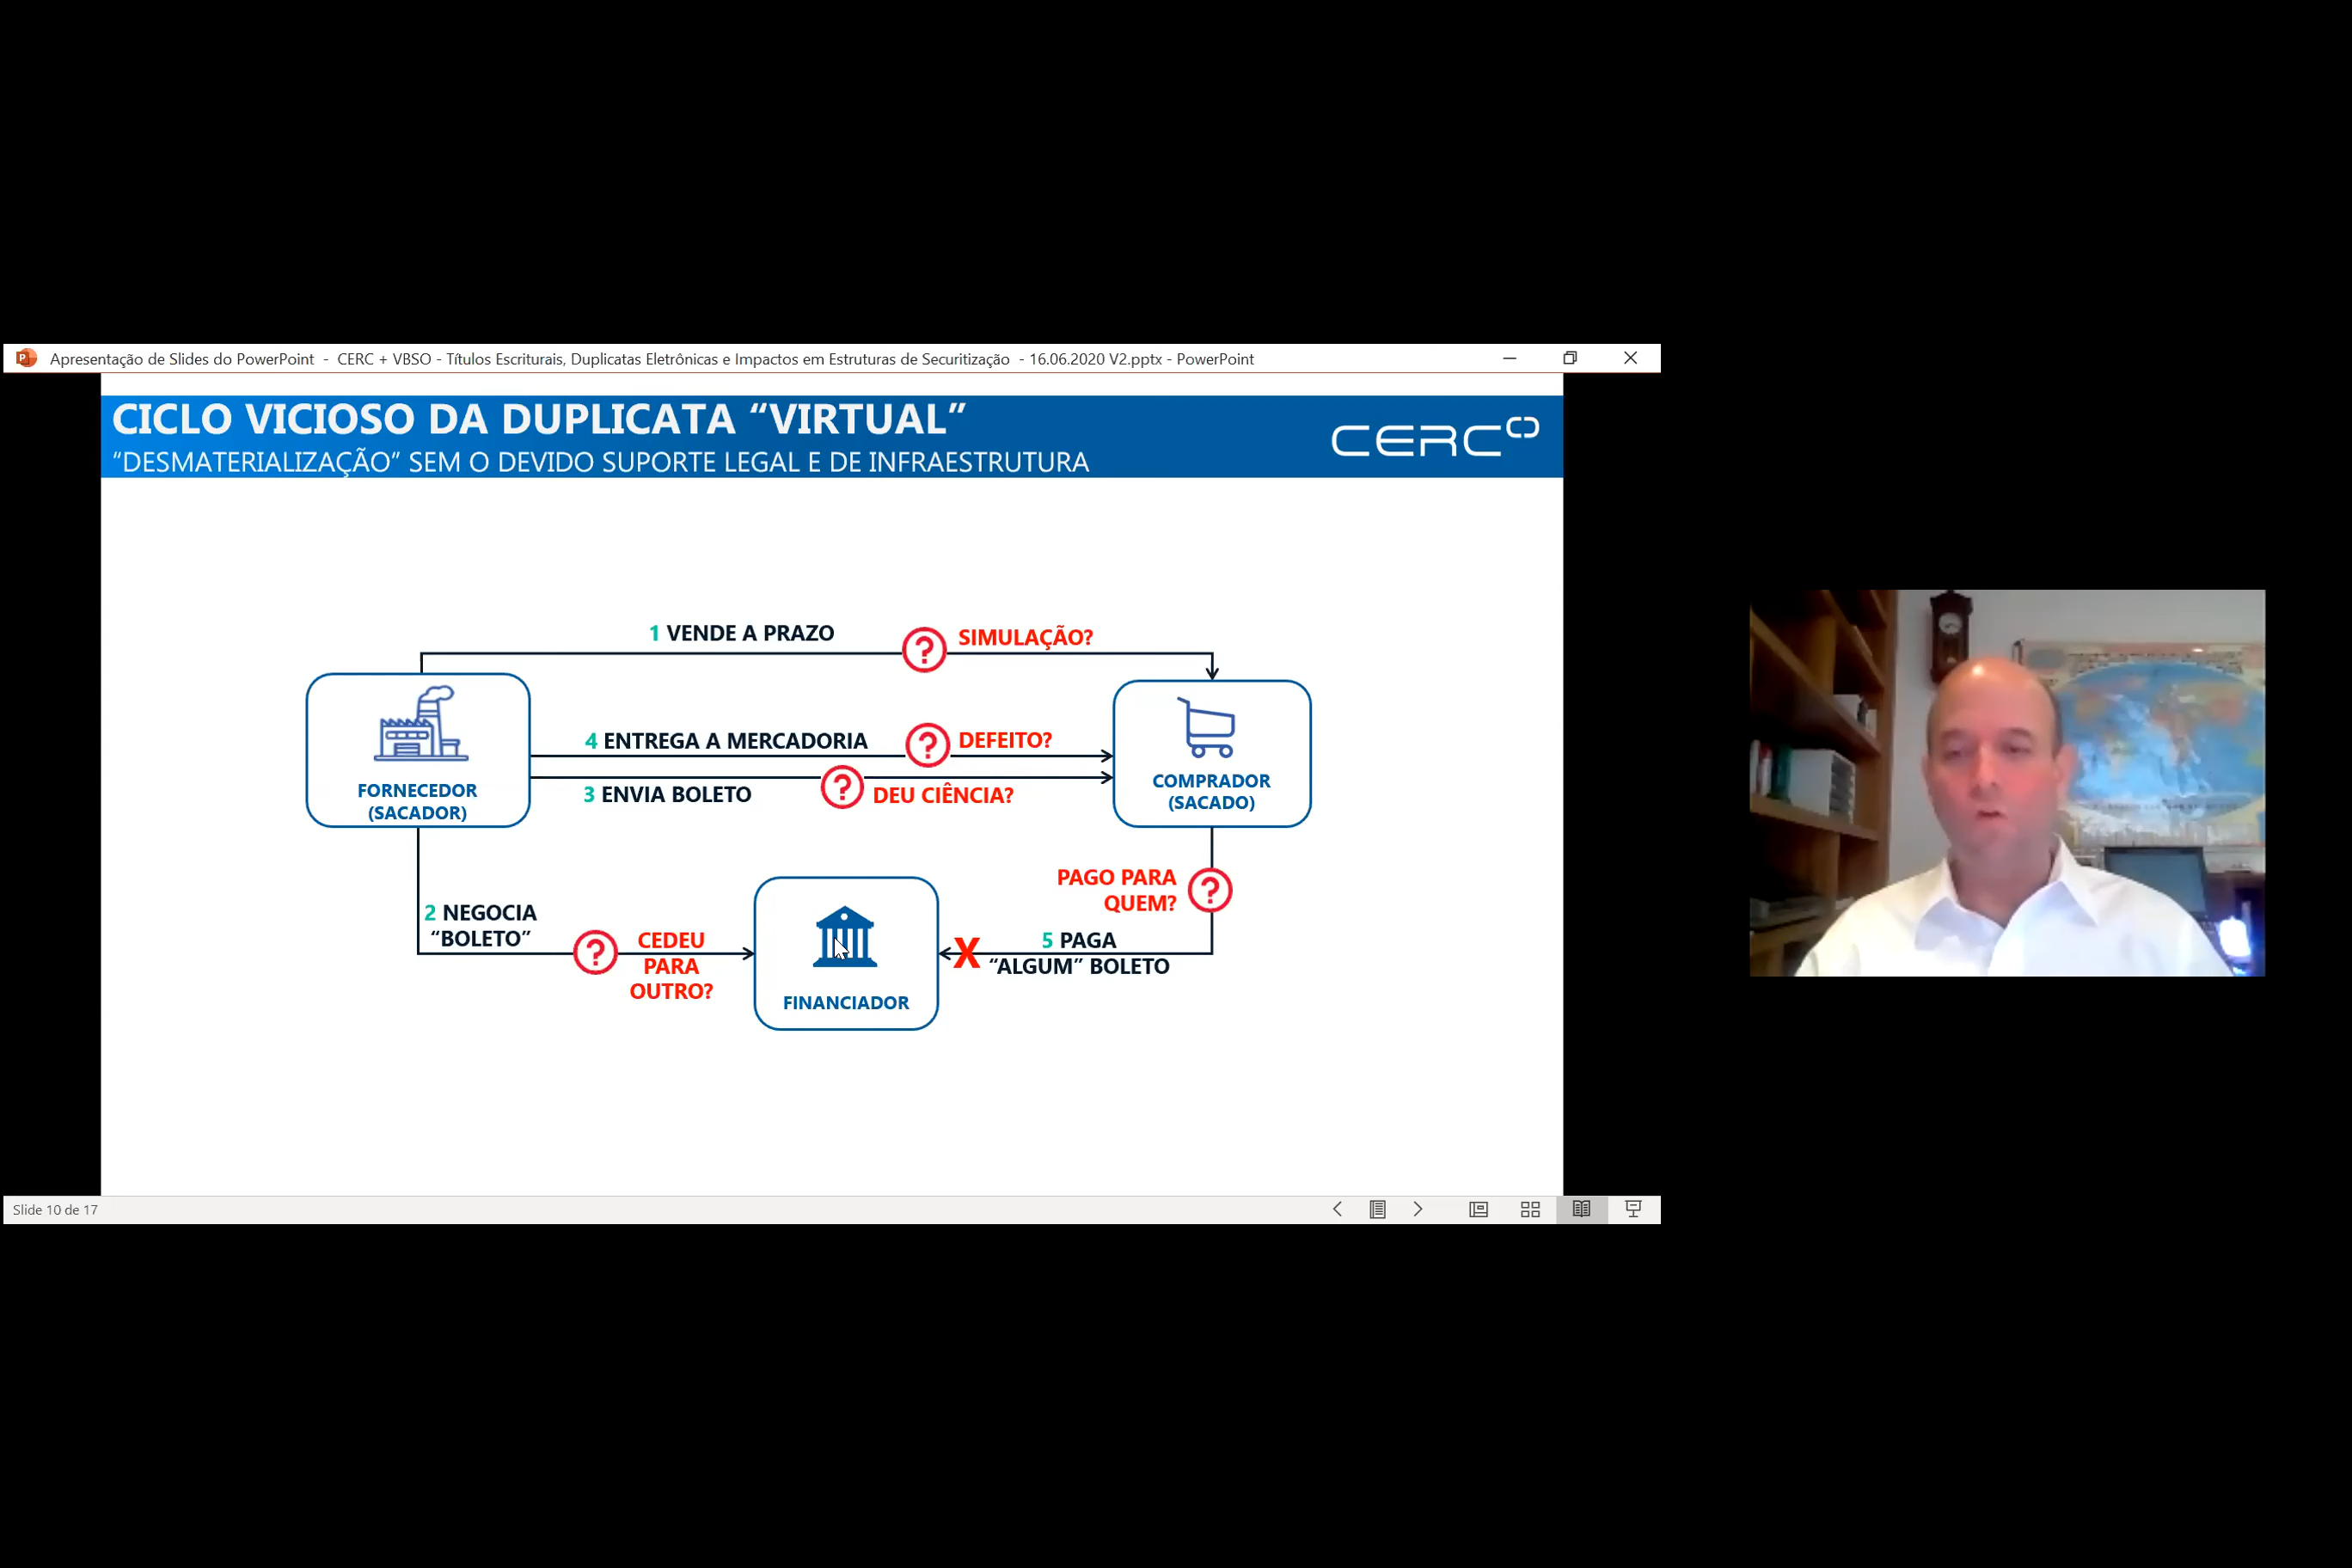 Apresentação de Slides do PowerPoint - CERC + VBSO - Títulos Escriturais, Duplicatas Eletrônicas e Impactos em Estruturas de Securitização - 16.06.2020 V2.pptx - PowerPoint
CICLO VICIOSO DA DUPLICATA “VIRTUAL”
“DESMATERIALIZAÇÃO” SEM O DEVIDO SUPORTE LEGAL E DE INFRAESTRUTURA
CERC
1 VENDE A PRAZO
?
SIMULAÇÃO?
4 ENTREGA A MERCADORIA
?
DEFEITO?
3 ENVIA BOLETO
?
DEU CIÊNCIA?
FORNECEDOR
(SACADOR)
COMPRADOR
(SACADO)
2 NEGOCIA
“BOLETO”
?
CEDEU
PARA
OUTRO?
FINANCIADOR
PAGO PARA
QUEM?
?
X
5 PAGA
“ALGUM” BOLETO
Slide 10 de 17